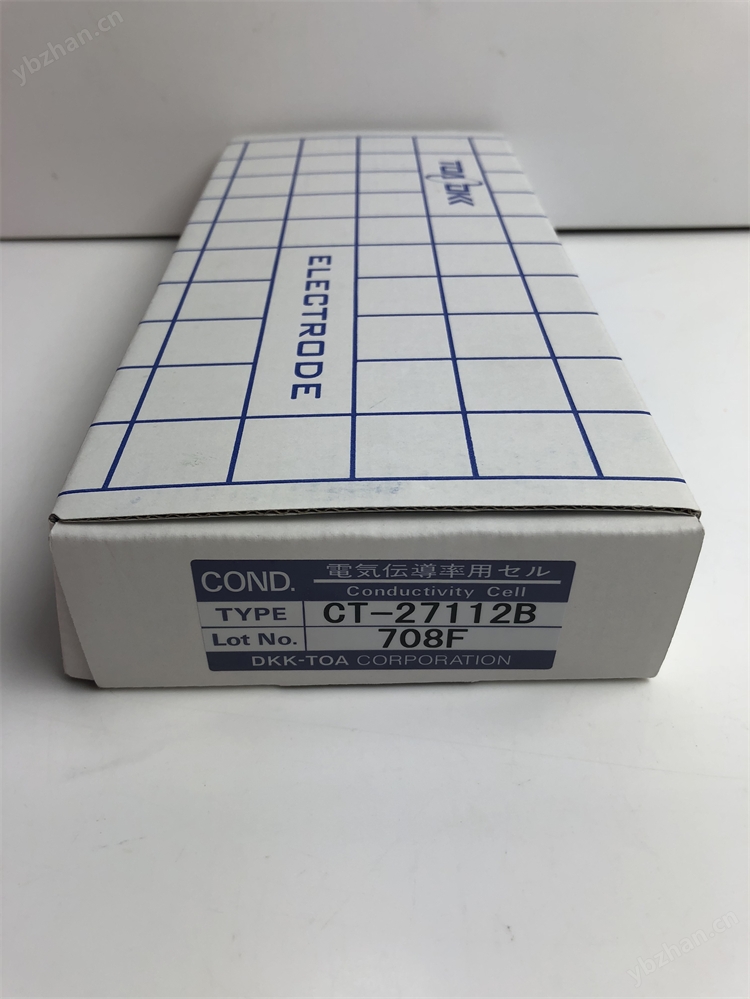 ybzhan.cn
TOA DKK
ELECTRODE
COND. 電気伝導率用セル
Conductivity Cell
TYPE CT-27112B
Lot No. 708F
DKK-TOA CORPORATION
ybzhan.cn